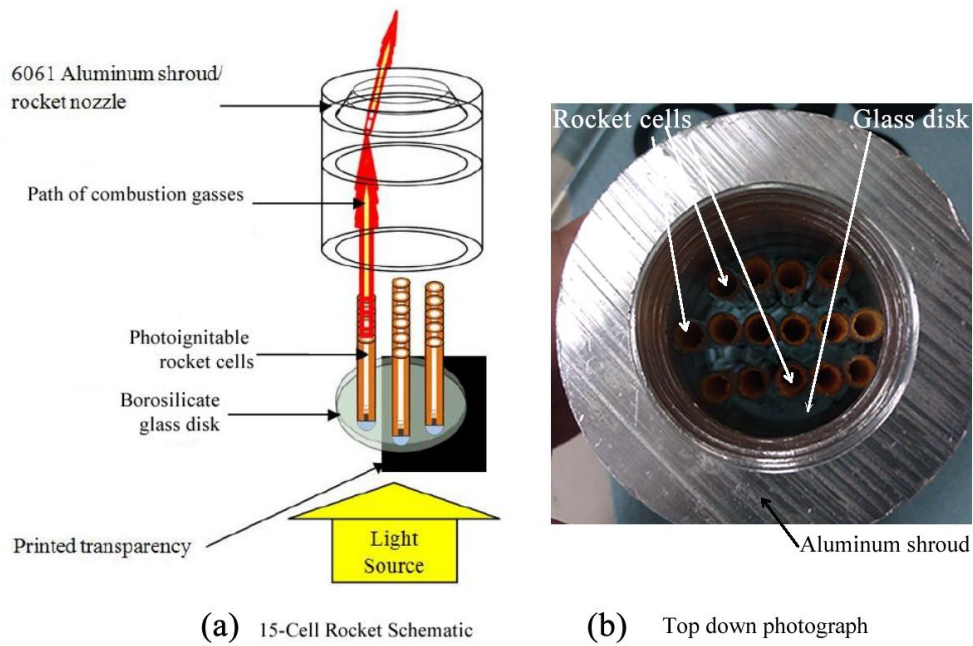 6061 Aluminum shroud/
rocket nozzle
Path of combustion gasses
Photoignitable
rocket cells
Borosilicate
glass disk
Printed transparency
Light
Source
(a) 15-Cell Rocket Schematic
Rocket cells
Glass disk
Aluminum shroud
(b) Top down photograph